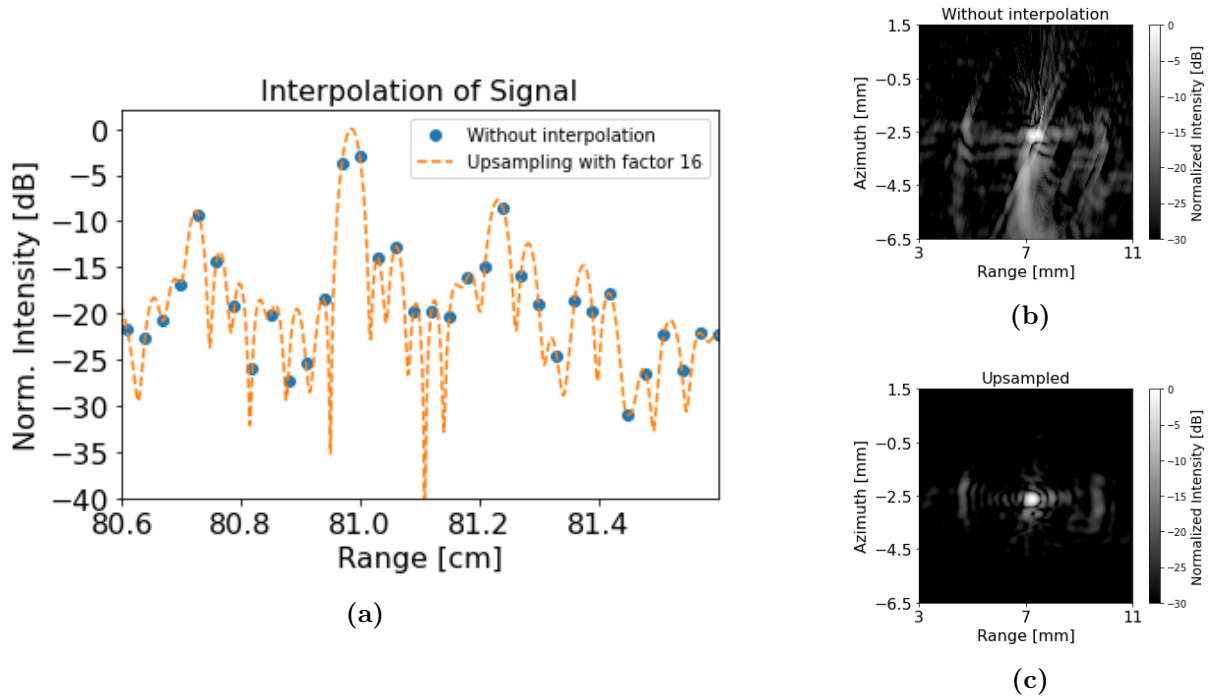 Interpolation of Signal
Norm. Intensity [dB]
0
−5
−10
−15
−20
−25
−30
−35
−40
Without interpolation
Upsampling with factor 16
80.6 80.8 81.0 81.2 81.4
Range [cm]
(a)
Without interpolation
Azimuth [mm]
1.5
−0.5
−2.5
−4.5
−6.5
3 7 11
Range [mm]
0
−5
−10
−15
−20
−25
−30
Normalized Intensity [dB]
(b)
Upsampled
Azimuth [mm]
1.5
−0.5
−2.5
−4.5
−6.5
3 7 11
Range [mm]
0
−5
−10
−15
−20
−25
−30
Normalized Intensity [dB]
(c)